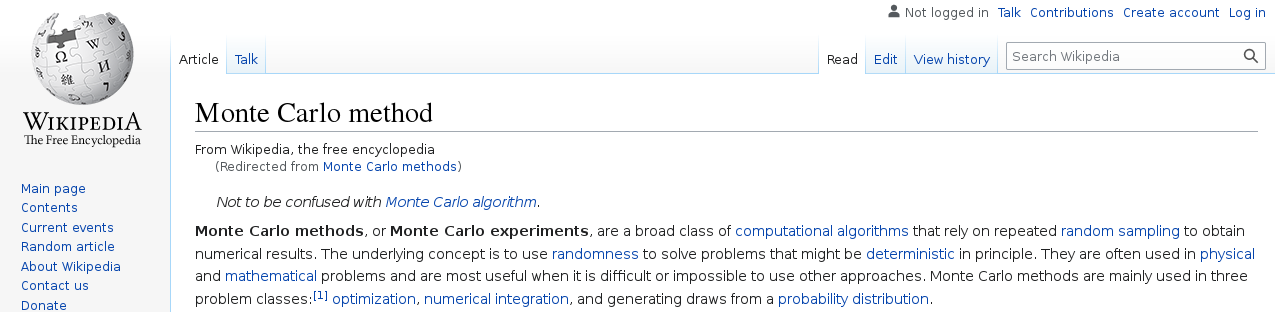 Not logged in Talk Contributions Create account Log in
Article Talk Read Edit View history Search Wikipedia
WIKIPEDIA
The Free Encyclopedia
Main page
Contents
Current events
Random article
About Wikipedia
Contact us
Donate
Monte Carlo method
From Wikipedia, the free encyclopedia
(Redirected from Monte Carlo methods)
Not to be confused with Monte Carlo algorithm.
Monte Carlo methods, or Monte Carlo experiments, are a broad class of computational algorithms that rely on repeated random sampling to obtain
numerical results. The underlying concept is to use randomness to solve problems that might be deterministic in principle. They are often used in physical
and mathematical problems and are most useful when it is difficult or impossible to use other approaches. Monte Carlo methods are mainly used in three
problem classes:[1] optimization, numerical integration, and generating draws from a probability distribution.